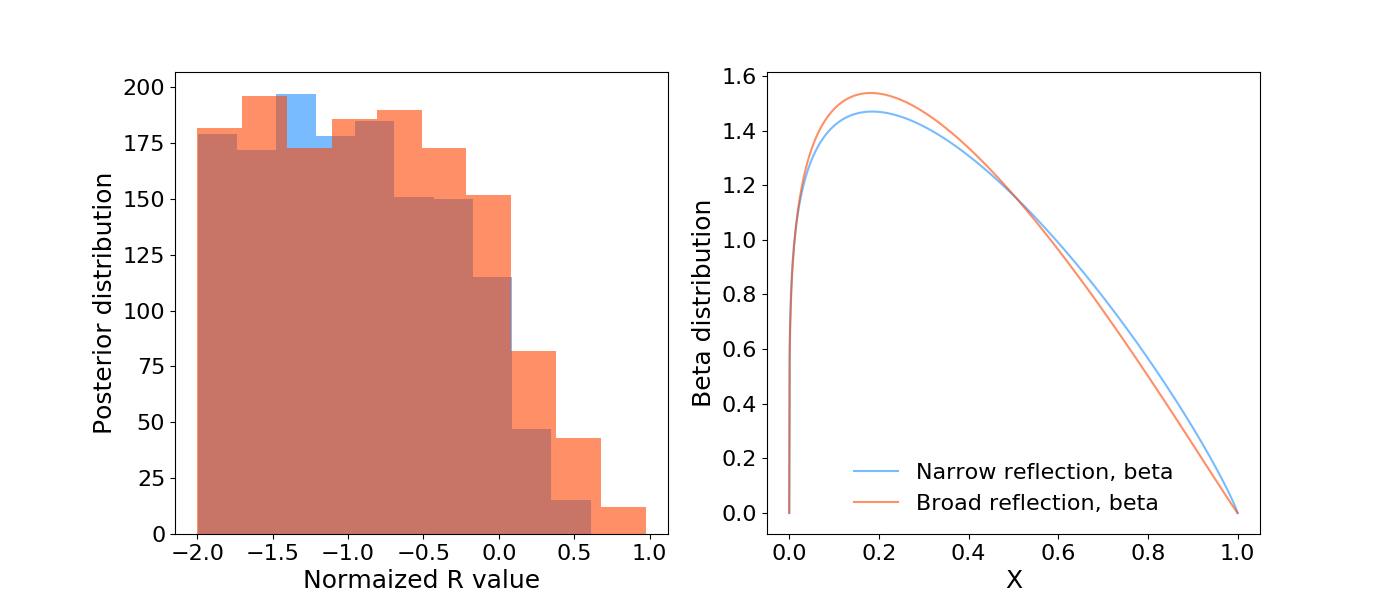 200
175
150
125
100
75
50
25
0
−2.0 −1.5 −1.0 −0.5 0.0 0.5 1.0
Normaized R value
Posterior distribution
1.6
1.4
1.2
1.0
0.8
0.6
0.4
0.2
0.0
0.0 0.2 0.4 0.6 0.8 1.0
X
Beta distribution
Narrow reflection, beta
Broad reflection, beta